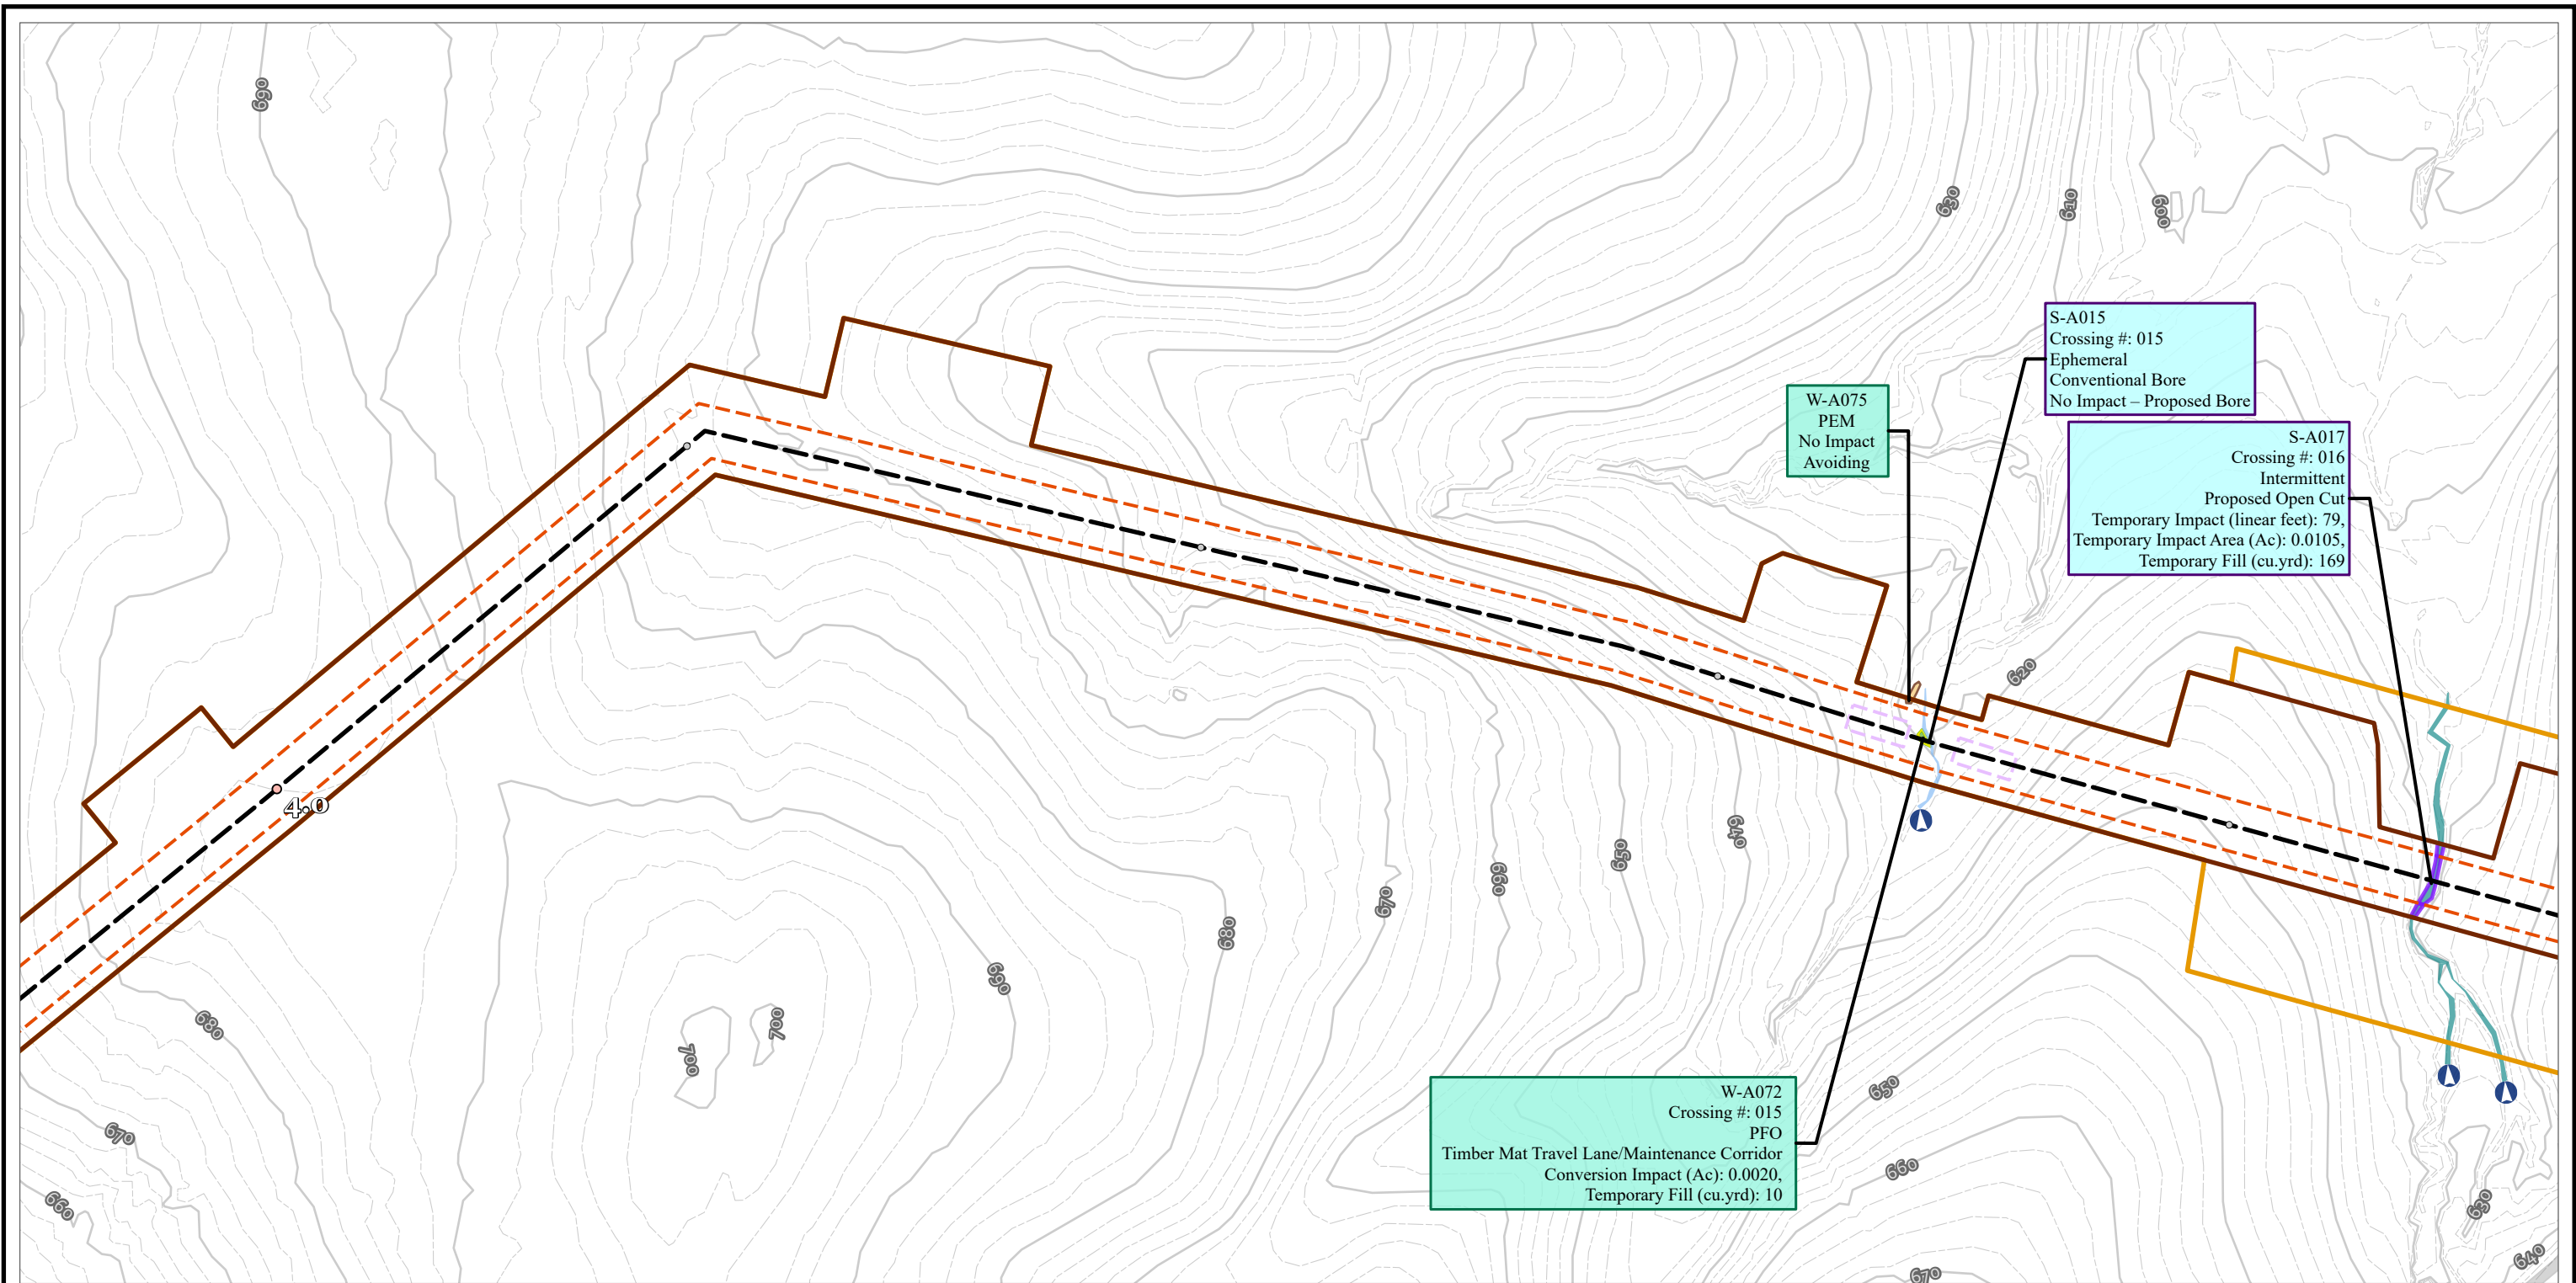 690
630
610
600
S-A015
Crossing #: 015
Ephemeral
Conventional Bore
No Impact – Proposed Bore
W-A075
PEM
No Impact
Avoiding
S-A017
Crossing #: 016
Intermittent
Proposed Open Cut
Temporary Impact (linear feet): 79,
Temporary Impact Area (Ac): 0.0105,
Temporary Fill (cu.yrd): 169
620
4.0
640
650
660
670
680
690
680
700
700
W-A072
Crossing #: 015
PFO
Timber Mat Travel Lane/Maintenance Corridor
Conversion Impact (Ac): 0.0020,
Temporary Fill (cu.yrd): 10
650
670
660
660
630
640
670